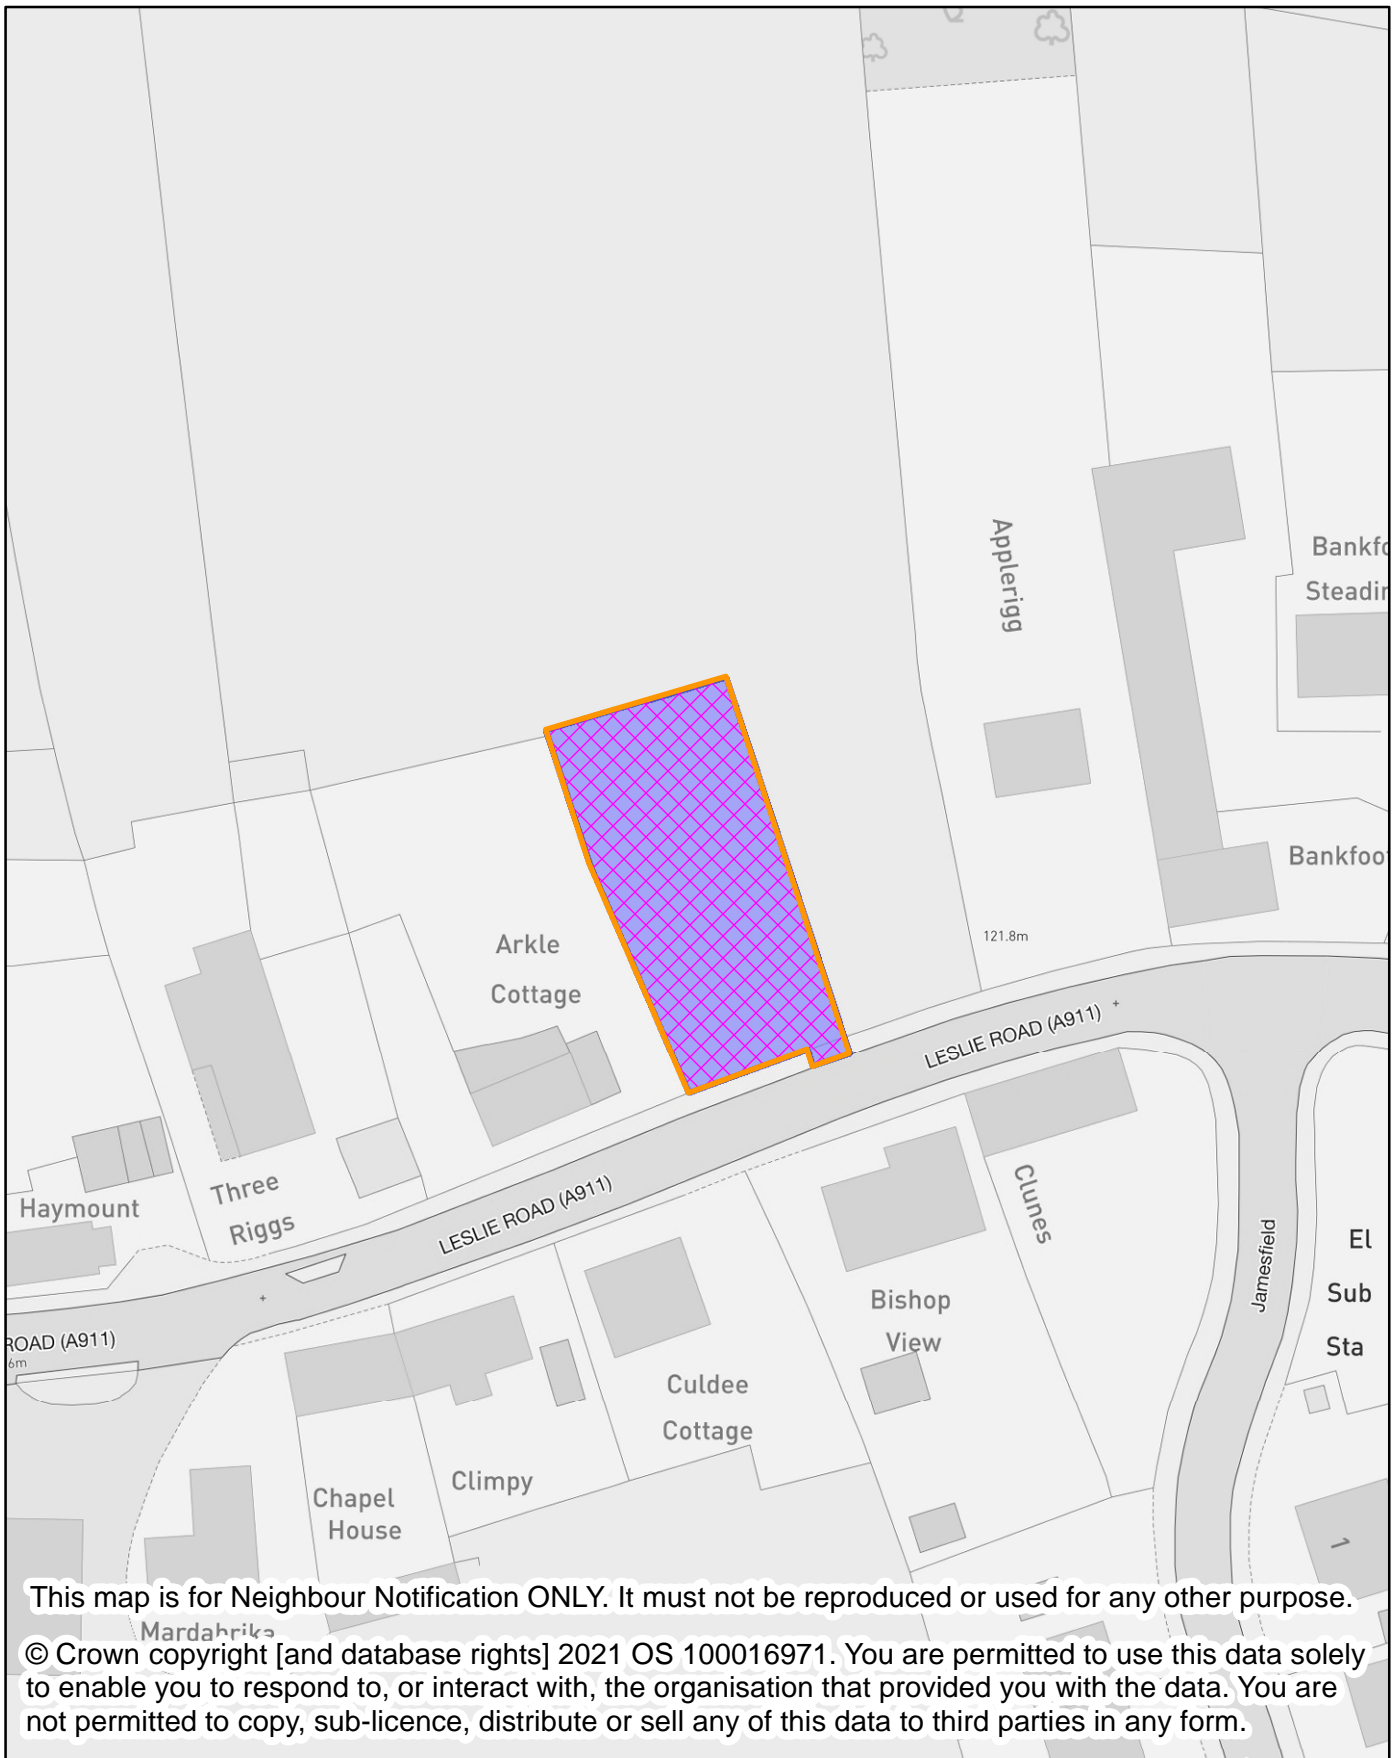 Applerigg
Bankfo
Steadin
Bankfoot
121.8m
Arkle
Cottage
LESLIE ROAD (A911)
LESLIE ROAD (A911)
Three
Riggs
Haymount
Clunes
Jamesfield
El
Sub
Sta
Bishop
View
ROAD (A911)
6m
Culdee
Cottage
Climpy
Chapel
House
1
This map is for Neighbour Notification ONLY. It must not be reproduced or used for any other purpose.
Mardabrika
© Crown copyright [and database rights] 2021 OS 100016971. You are permitted to use this data solely
to enable you to respond to, or interact with, the organisation that provided you with the data. You are
not permitted to copy, sub-licence, distribute or sell any of this data to third parties in any form.